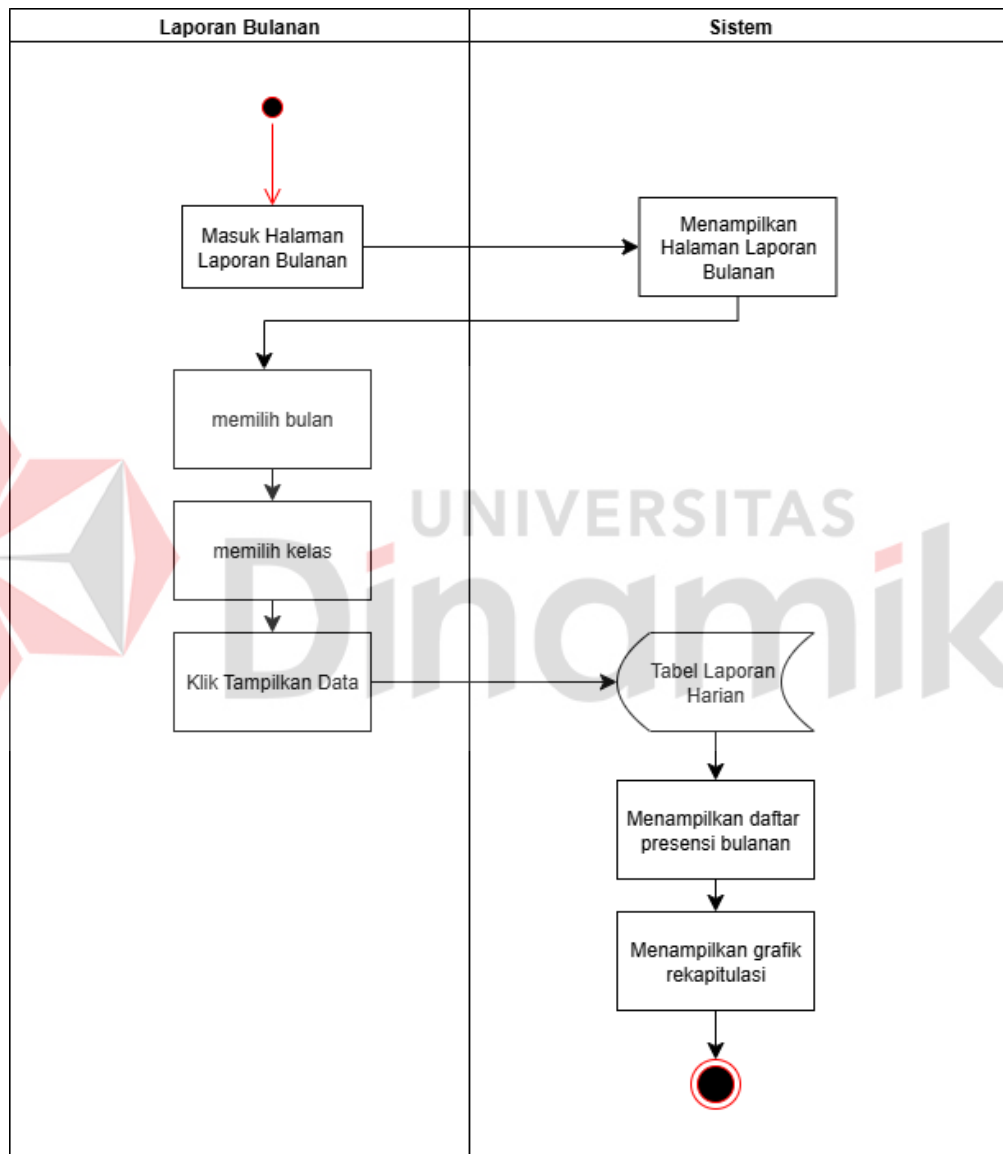 Laporan Bulanan
Sistem
Masuk Halaman
Laporan Bulanan
Menampilkan
Halaman Laporan
Bulanan
memilih bulan
memilih kelas
UNIVERSITAS
Dinamik
Klik Tampilkan Data
Tabel Laporan
Harian
Menampilkan daftar
presensi bulanan
Menampilkan grafik
rekapitulasi